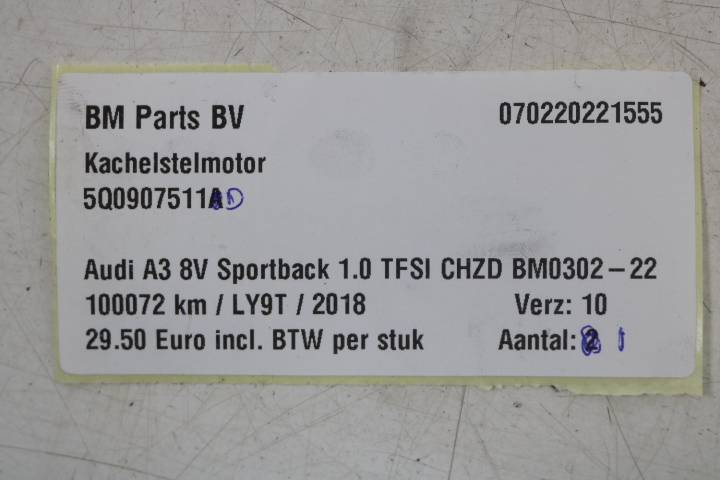 BM Parts BV 070220221555
Kachelstelmotor
5Q0907511AD
Audi A3 8V Sportback 1.0 TFSI CHZD BM0302-22
100072 km / LY9T / 2018 Verz: 10
29.50 Euro incl. BTW per stuk Aantal: 2 1